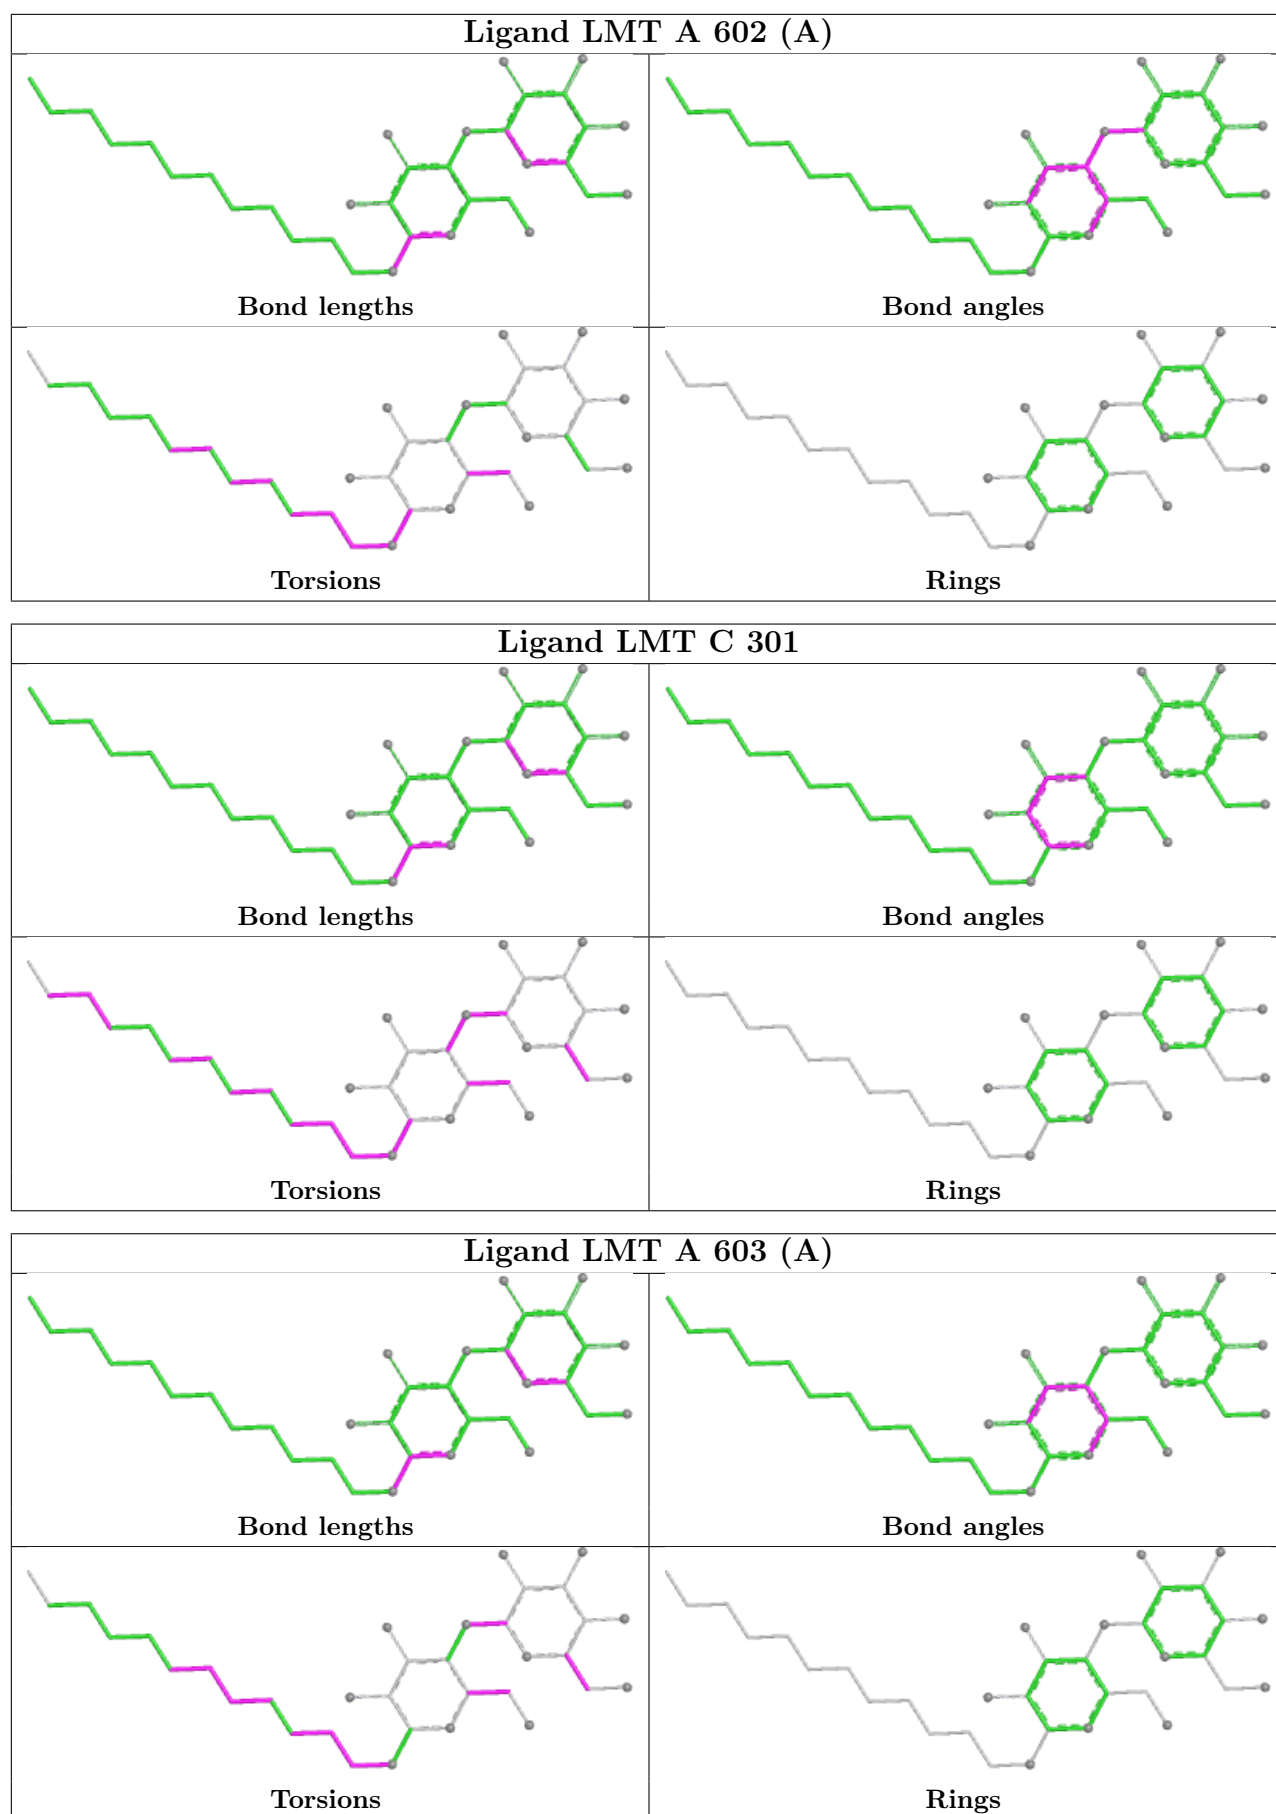 Ligand LMT A 602 (A)
Bond lengths
Bond angles
Torsions
Rings
Ligand LMT C 301
Bond lengths
Bond angles
Torsions
Rings
Ligand LMT A 603 (A)
Bond lengths
Bond angles
Torsions
Rings